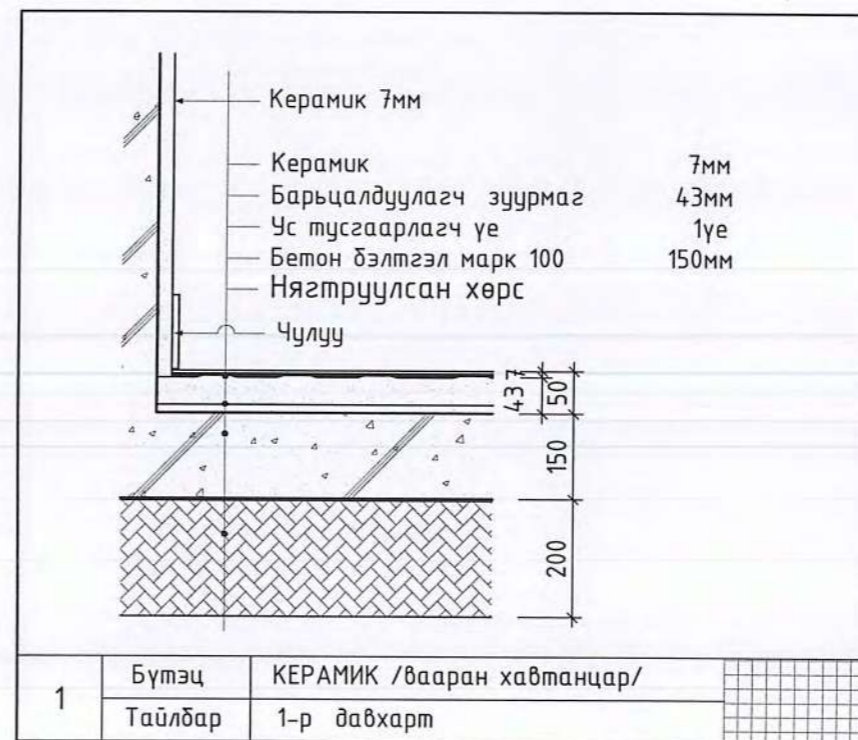 Керамик 7мм
Керамик 7мм
Барьцалдуулагч зуурмаг 43мм
Ус тусгаарлагч үе 1үе
Бетон бэлтгэл марк 100 150мм
Нягтруулсан хөрс
Чулуу
43 7
50
150
200
1
Бүтэц КЕРАМИК /вааран хавтанцар/
Тайлбар 1-р давхарт